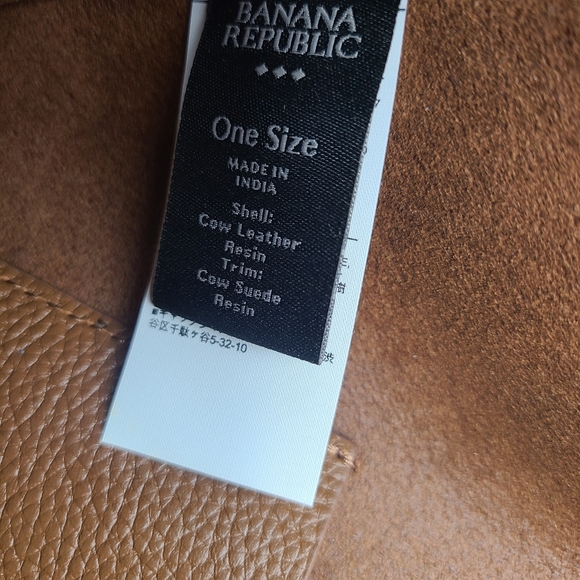 BANANA
REPUBLIC
One Size
MADE IN
INDIA
Shell:
Cow Leather
Resin
Trim:
Cow Suede
Resin
渋
谷区千駄ヶ谷5-32-10